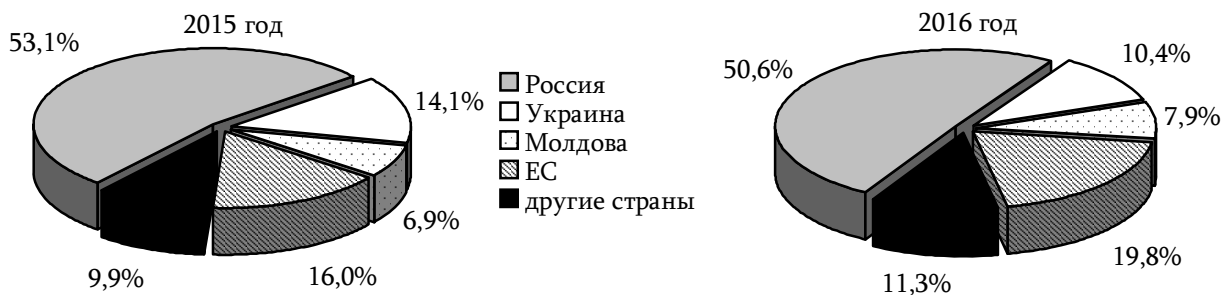 2015 год
53,1%
14,1%
6,9%
16,0%
9,9%
Россия
Украина
Молдова
ЕС
другие страны
2016 год
50,6%
10,4%
7,9%
19,8%
11,3%